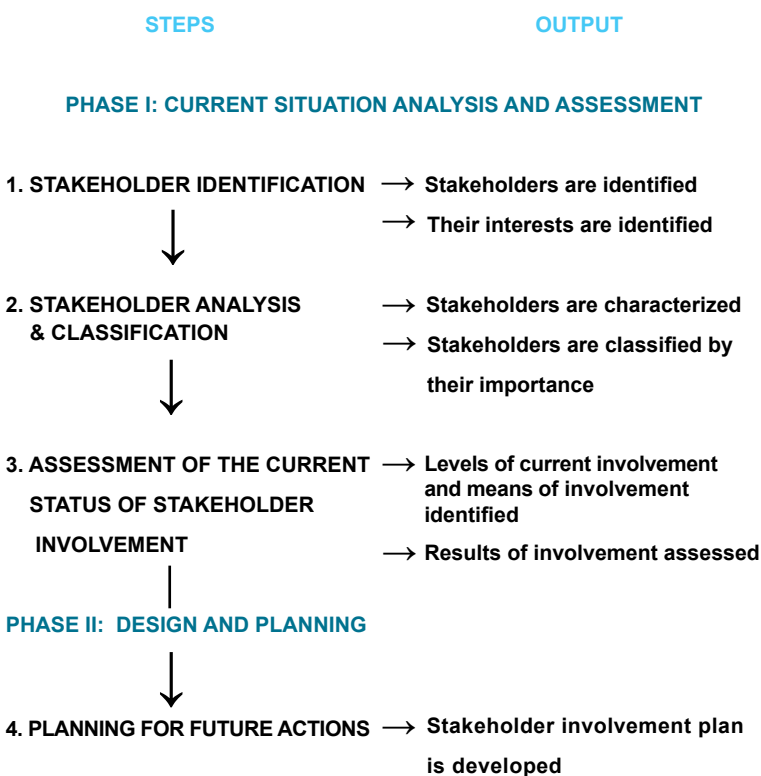 STEPS OUTPUT
PHASE I: CURRENT SITUATION ANALYSIS AND ASSESSMENT
1. STAKEHOLDER IDENTIFICATION → Stakeholders are identified
→ Their interests are identified
2. STAKEHOLDER ANALYSIS
& CLASSIFICATION
→ Stakeholders are characterized
→ Stakeholders are classified by
their importance
3. ASSESSMENT OF THE CURRENT
STATUS OF STAKEHOLDER
INVOLVEMENT
→ Levels of current involvement
and means of involvement
identified
→ Results of involvement assessed
PHASE II: DESIGN AND PLANNING
4. PLANNING FOR FUTURE ACTIONS → Stakeholder involvement plan
is developed